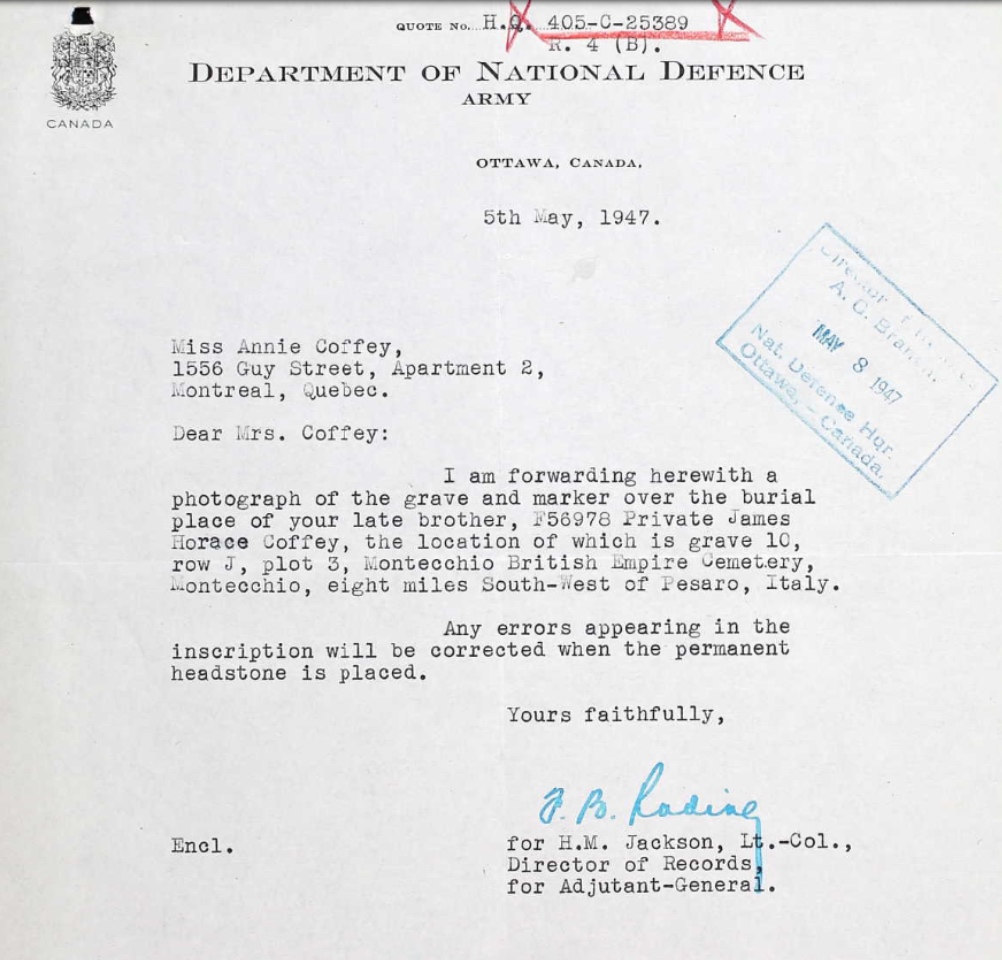 QUOTE NO. H.Q. 405-C-25389
R. 4 (B).
DEPARTMENT OF NATIONAL DEFENCE
ARMY
CANADA
OTTAWA, CANADA,
5th May, 1947.
Director of Records
A. G. Branch.
MAY 8 1947
Nat. Defence Hqr.
Ottawa, - Canada.
Miss Annie Coffey,
1556 Guy Street, Apartment 2,
Montreal, Quebec.
Dear Mrs. Coffey:
I am forwarding herewith a
photograph of the grave and marker over the burial
place of your late brother, F56978 Private James
Horace Coffey, the location of which is grave 10,
row J, plot 3, Montecchio British Empire Cemetery,
Montecchio, eight miles South-West of Pesaro, Italy.
Any errors appearing in the
inscription will be corrected when the permanent
headstone is placed.
Yours faithfully,
F. B.
Encl.
for H.M. Jackson, Lt.-Col.,
Director of Records,
for Adjutant-General.